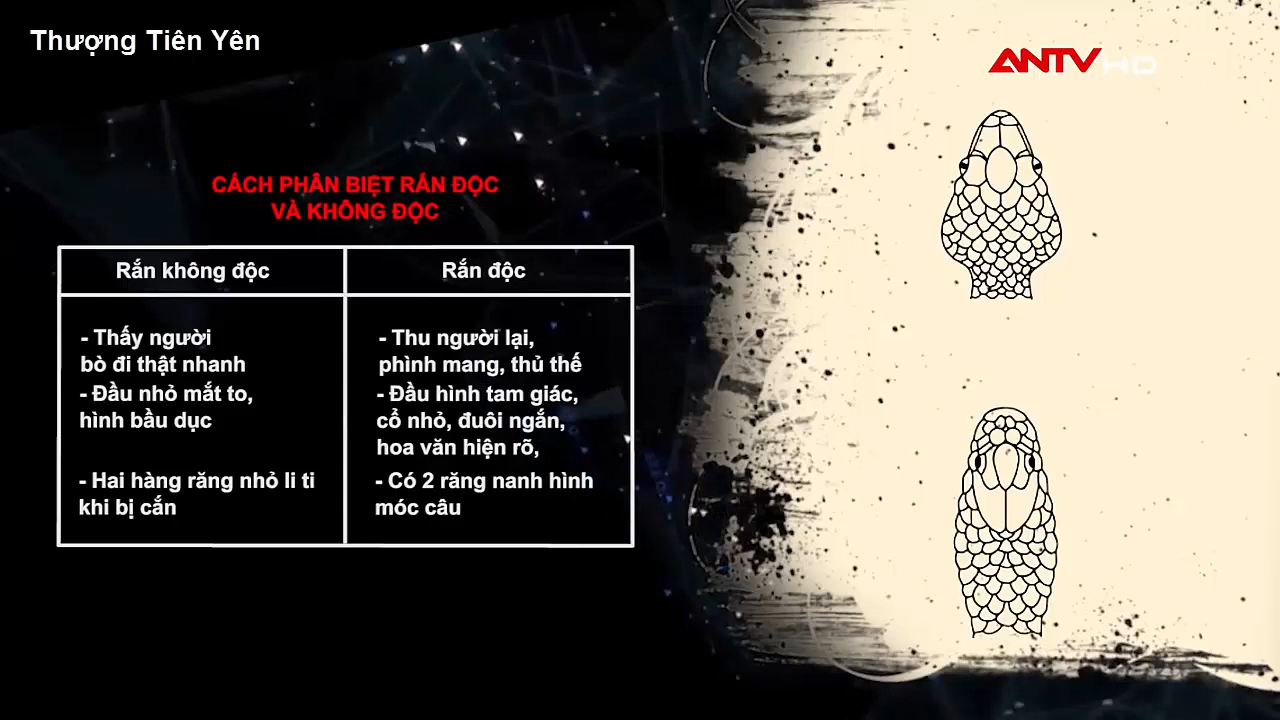 Thượng Tiên Yên
ANTV HD
CÁCH PHÂN BIỆT RẮN ĐỘC
VÀ KHÔNG ĐỘC
Rắn không độc
Rắn độc
- Thấy người
bò đi thật nhanh
- Đầu nhỏ mắt to,
hình bầu dục
- Hai hàng răng nhỏ li ti
khi bị cắn
- Thu người lại,
phình mang, thủ thế
- Đầu hình tam giác,
cổ nhỏ, đuôi ngắn,
hoa văn hiện rõ,
- Có 2 răng nanh hình
móc câu